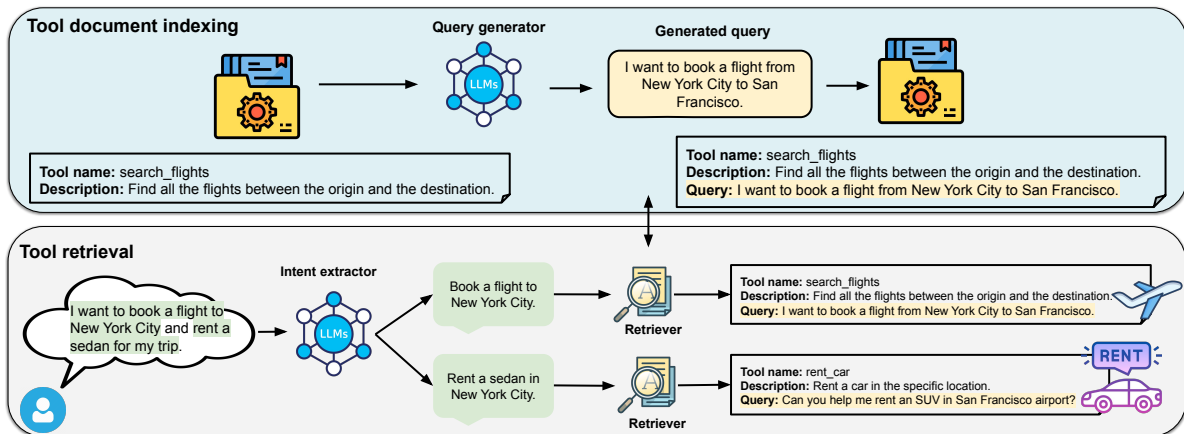 Tool document indexing
Query generator
LLMs
Generated query
I want to book a flight from
New York City to San
Francisco.
Tool name: search_flights
Description: Find all the flights between the origin and the destination.
Tool name: search_flights
Description: Find all the flights between the origin and the destination.
Query: I want to book a flight from New York City to San Francisco.
Tool retrieval
I want to book a flight to
New York City and rent a
sedan for my trip.
Intent extractor
LLMs
Book a flight to
New York City.
A
Retriever
Tool name: search_flights
Description: Find all the flights between the origin and the destination.
Query: I want to book a flight from New York City to San Francisco.
Rent a sedan in
New York City.
A
Retriever
Tool name: rent_car
Description: Rent a car in the specific location.
Query: Can you help me rent an SUV in San Francisco airport?
RENT